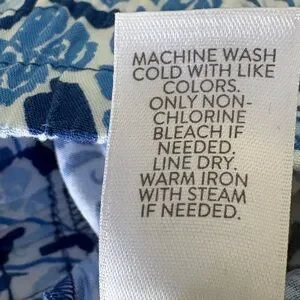 MACHINE WASH
COLD WITH LIKE
COLORS.
ONLY NON-
CHLORINE
BLEACH IF
NEEDED.
LINE DRY.
WARM IRON
WITH STEAM
IF NEEDED.